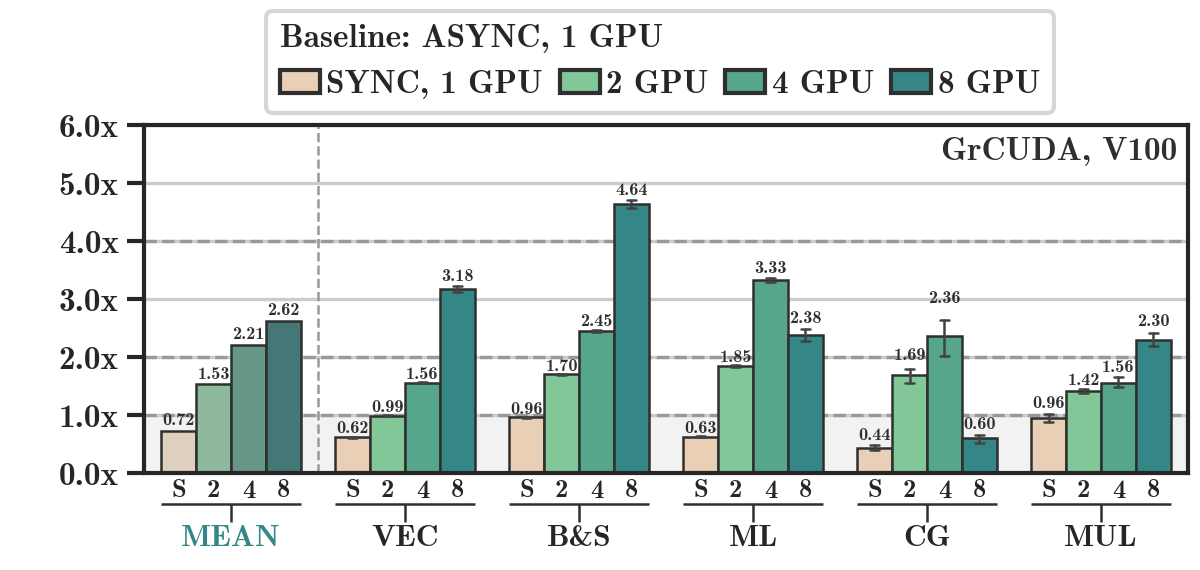 Baseline: ASYNC, 1 GPU
SYNC, 1 GPU 2 GPU 4 GPU 8 GPU
GrCUDA, V100
6.0x
5.0x
4.0x
3.0x
2.0x
1.0x
0.0x
0.72 1.53 2.21 2.62
0.62 0.99 1.56 3.18
0.96 1.70 2.45 4.64
0.63 1.85 3.33 2.38
0.44 1.69 2.36 0.60
0.96 1.42 1.56 2.30
S 2 4 8 S 2 4 8 S 2 4 8 S 2 4 8 S 2 4 8 S 2 4 8
MEAN VEC B&S ML CG MUL